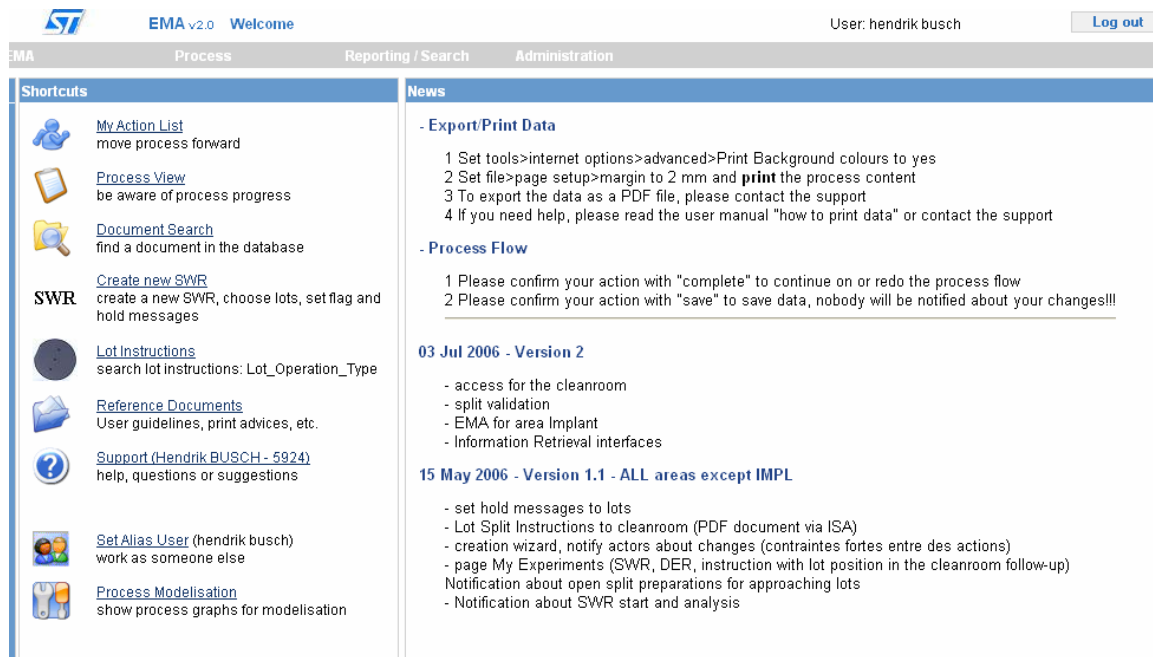 ST EMA v2.0 Welcome User: hendrik busch Log out
EMA Process Reporting / Search Administration
Shortcuts
My Action List
move process forward
Process View
be aware of process progress
Document Search
find a document in the database
SWR
Create new SWR
create a new SWR, choose lots, set flag and
hold messages
Lot Instructions
search lot instructions: Lot_Operation_Type
Reference Documents
User guidelines, print advices, etc.
Support (Hendrik BUSCH - 5924)
help, questions or suggestions
Set Alias User (hendrik busch)
work as someone else
Process Modelisation
show process graphs for modelisation
News
- Export/Print Data
1 Set tools>internet options>advanced>Print Background colours to yes
2 Set file>page setup>margin to 2 mm and print the process content
3 To export the data as a PDF file, please contact the support
4 If you need help, please read the user manual "how to print data" or contact the support
- Process Flow
1 Please confirm your action with "complete" to continue on or redo the process flow
2 Please confirm your action with "save" to save data, nobody will be notified about your changes!!!
03 Jul 2006 - Version 2
- access for the cleanroom
- split validation
- EMA for area Implant
- Information Retrieval interfaces
15 May 2006 - Version 1.1 - ALL areas except IMPL
- set hold messages to lots
- Lot Split Instructions to cleanroom (PDF document via ISA)
- creation wizard, notify actors about changes (contraintes fortes entre des actions)
- page My Experiments (SWR, DER, instruction with lot position in the cleanroom follow-up)
Notification about open split preparations for approaching lots
- Notification about SWR start and analysis